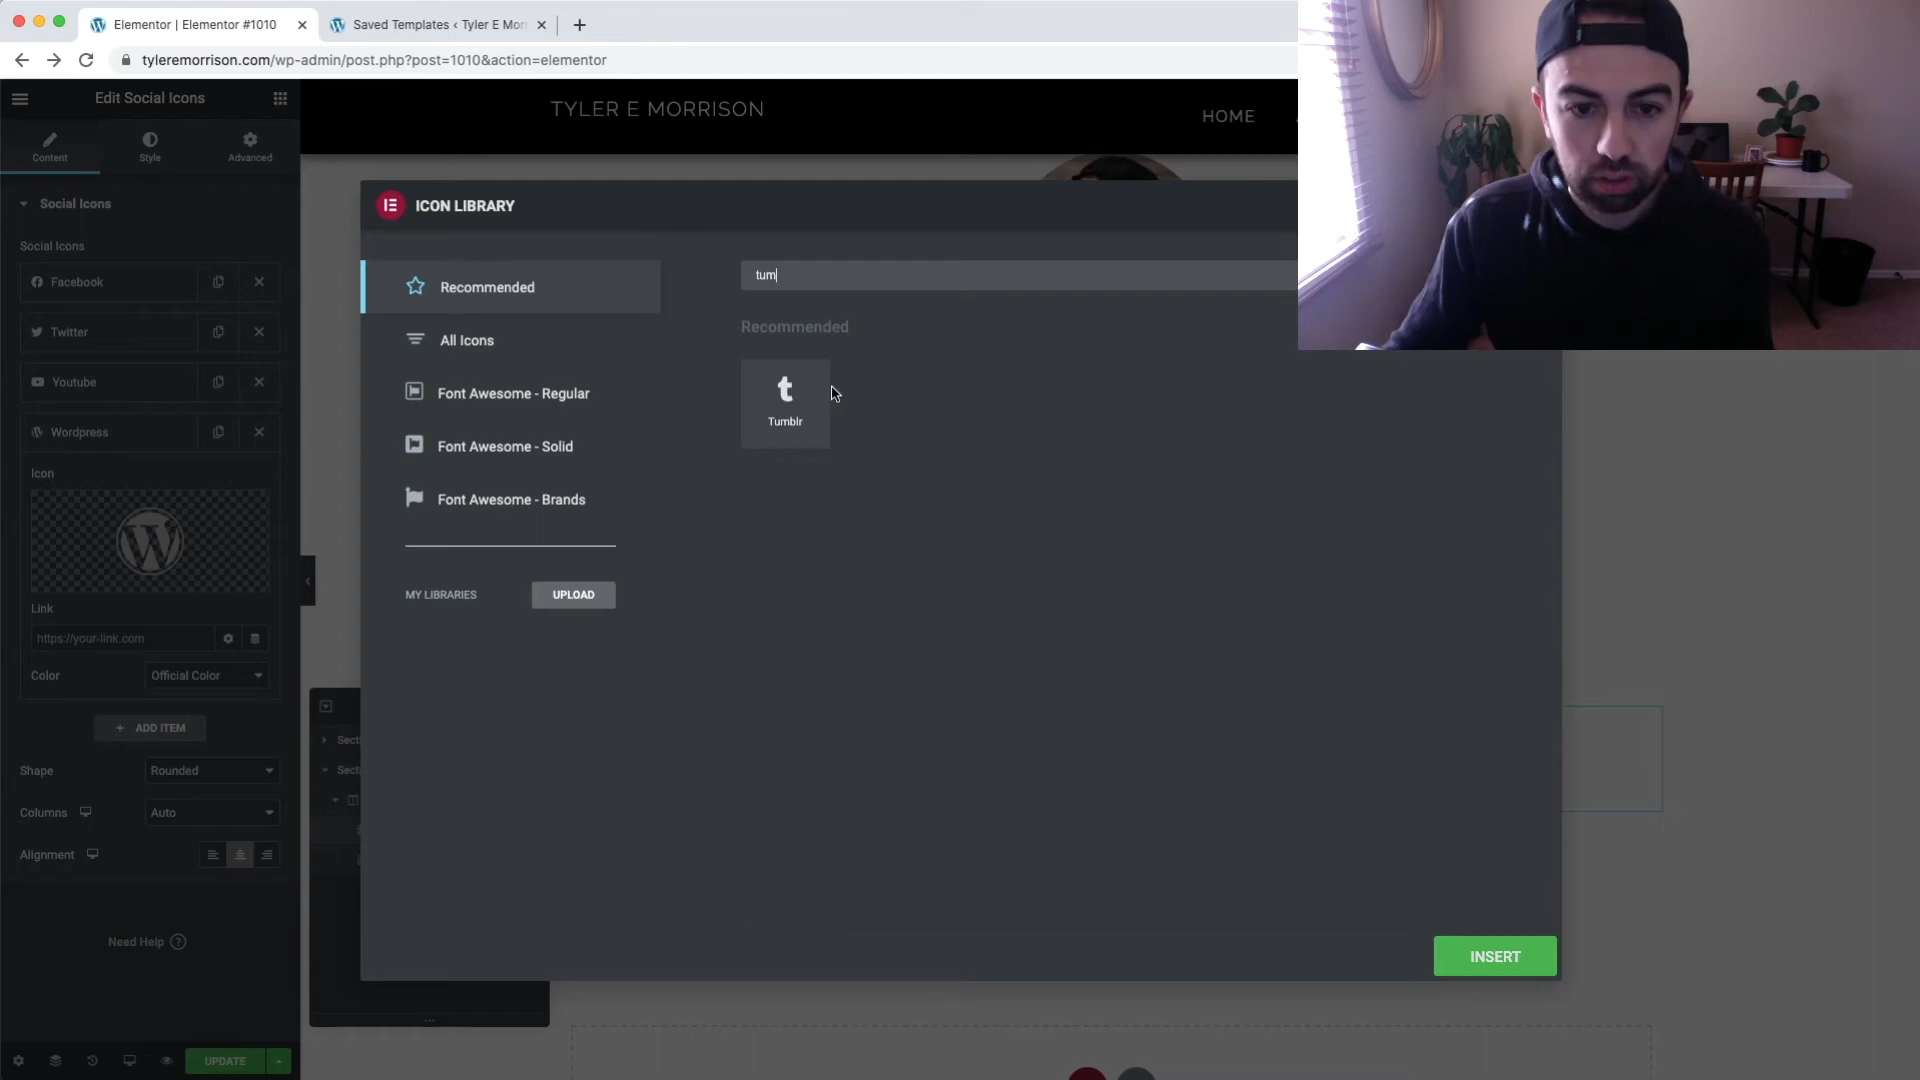 Elementor | Elementor #1010
Saved Templates ‹ Tyler E Mor
tyleremorrison.com/wp-admin/post.php?post=1010&action=elementor
Edit Social Icons
Content
Style
Advanced
Social Icons
Social Icons
Facebook
Twitter
Youtube
Wordpress
Icon
Link
https://your-link.com
Color
Official Color
+ ADD ITEM
Shape
Rounded
Columns
Auto
Alignment
Need Help ?
UPDATE
TYLER E MORRISON
HOME
ICON LIBRARY
Recommended
All Icons
Font Awesome - Regular
Font Awesome - Solid
Font Awesome - Brands
MY LIBRARIES
UPLOAD
tum
Recommended
t
Tumblr
INSERT